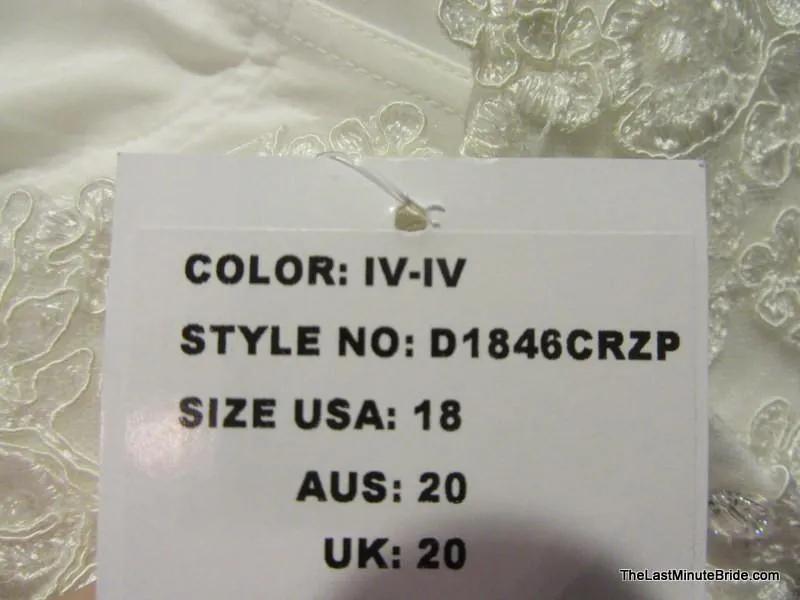 COLOR: IV-IV
STYLE NO: D1846CRZP
SIZE USA: 18
AUS: 20
UK: 20
TheLastMinuteBride.com